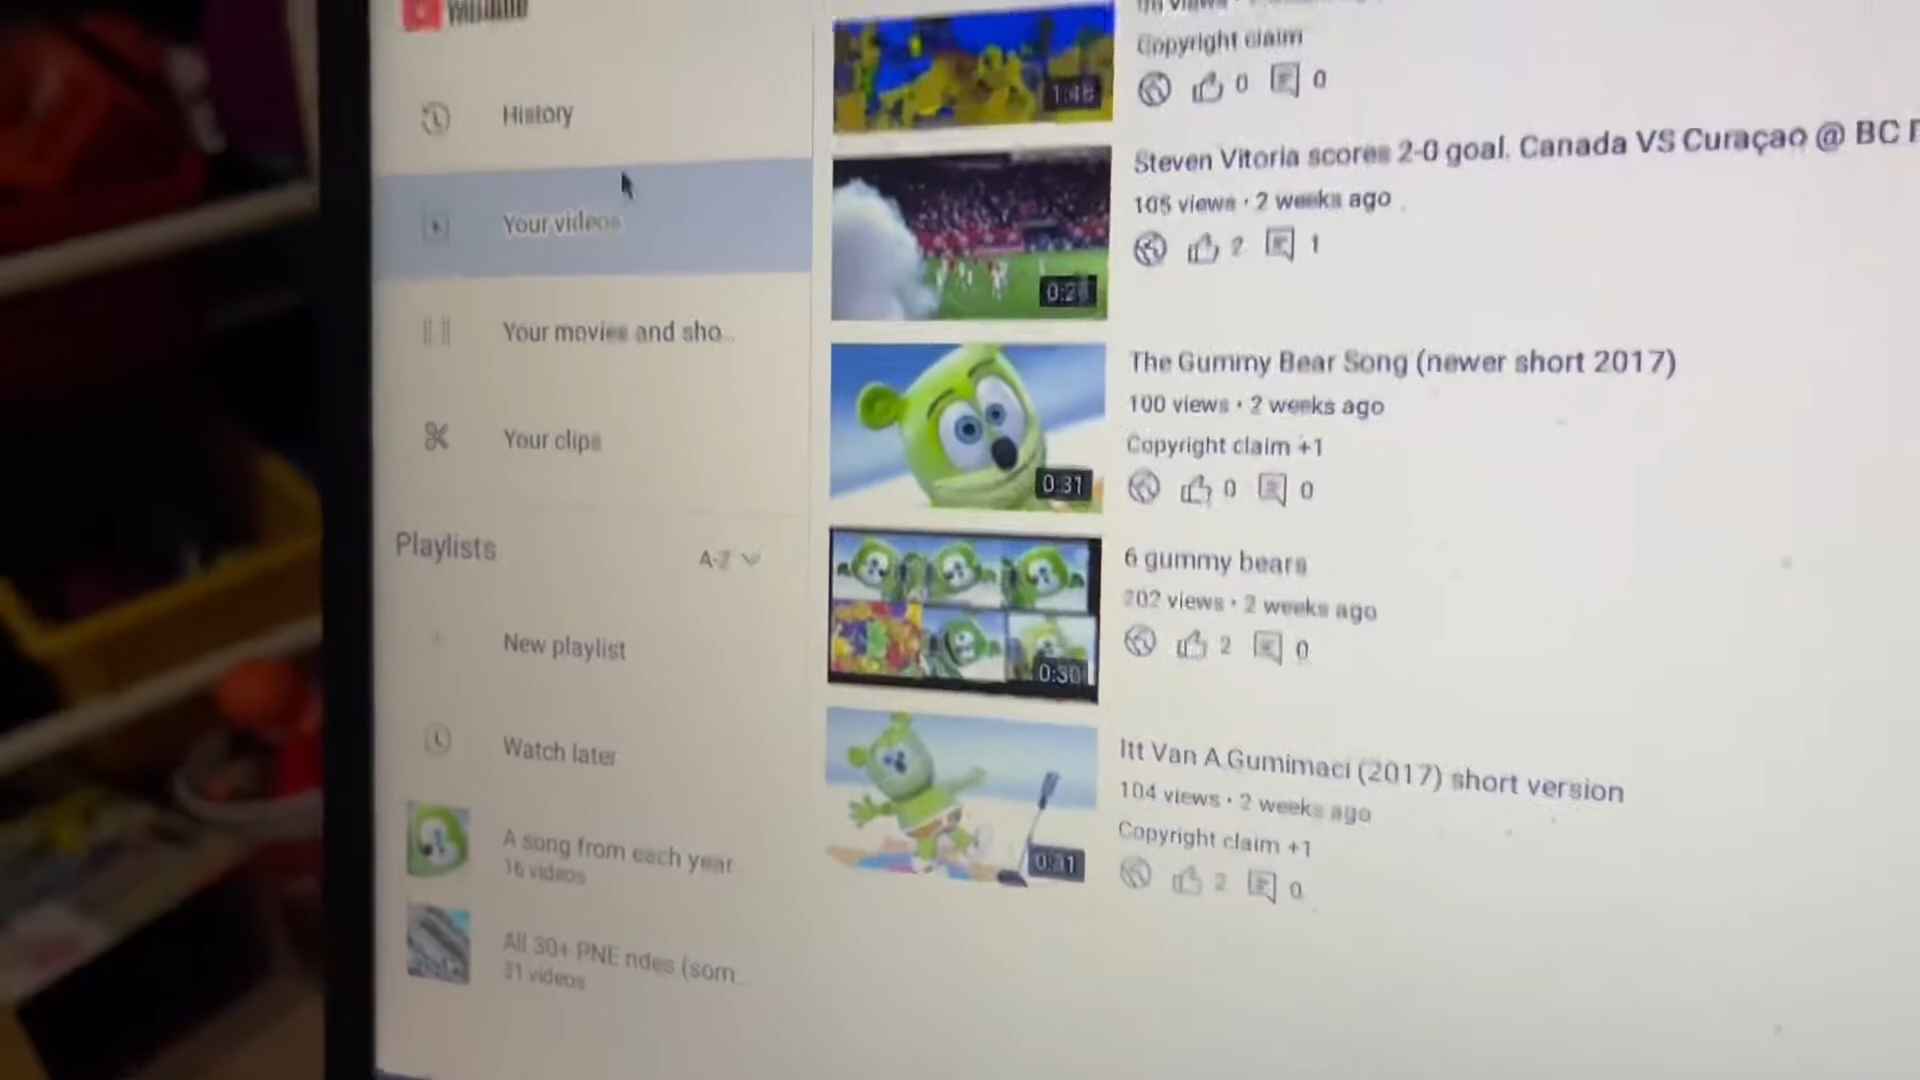 YouTube
History
Your videos
Your movies and sho...
Your clips
Playlists
A-Z
New playlist
Watch later
A song from each year
16 videos
All 30+ PNE rides (som...
31 videos
views
Copyright claim
0 0
1:48
Steven Vitoria scores 2-0 goal. Canada VS Curaçao @ BC
105 views • 2 weeks ago
2 1
The Gummy Bear Song (newer short 2017)
100 views • 2 weeks ago
Copyright claim +1
0 0
0:31
6 gummy bears
202 views • 2 weeks ago
2 0
0:30
Itt Van A Gumimaci (2017) short version
104 views • 2 weeks ago
Copyright claim +1
2 0
0:31